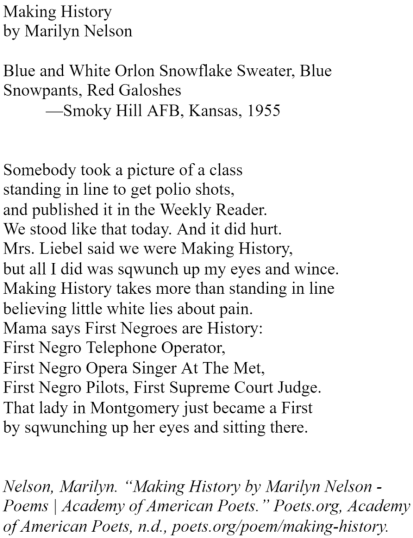 Making History
by Marilyn Nelson
Blue and White Orlon Snowflake Sweater, Blue
Snowpants, Red Galoshes
—Smoky Hill AFB, Kansas, 1955
Somebody took a picture of a class
standing in line to get polio shots,
and published it in the Weekly Reader.
We stood like that today. And it did hurt.
Mrs. Liebel said we were Making History,
but all I did was sqwunch up my eyes and wince.
Making History takes more than standing in line
believing little white lies about pain.
Mama says First Negroes are History:
First Negro Telephone Operator,
First Negro Opera Singer At The Met,
First Negro Pilots, First Supreme Court Judge.
That lady in Montgomery just became a First
by sqwunching up her eyes and sitting there.
Nelson, Marilyn. “Making History by Marilyn Nelson -
Poems | Academy of American Poets.” Poets.org, Academy
of American Poets, n.d., poets.org/poem/making-history.